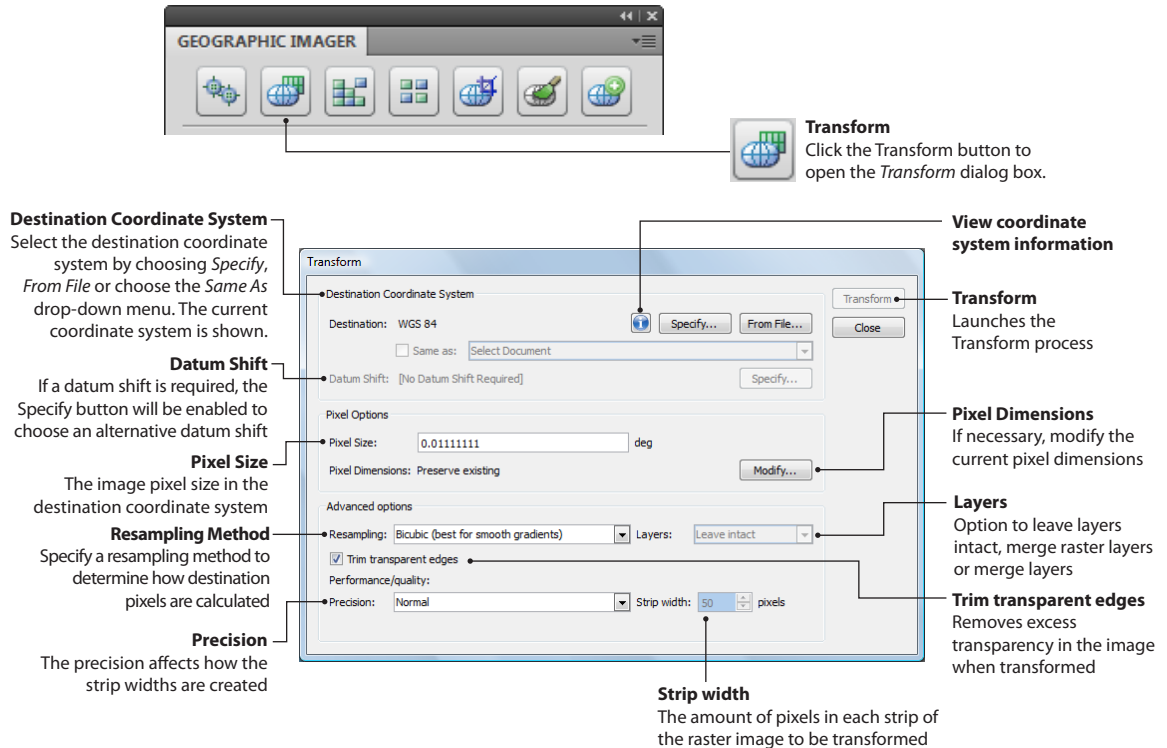 GEOGRAPHIC IMAGER
Transform
Click the Transform button to
open the Transform dialog box.
Destination Coordinate System
Select the destination coordinate
system by choosing Specify,
From File or choose the Same As
drop-down menu. The current
coordinate system is shown.
Datum Shift
If a datum shift is required, the
Specify button will be enabled to
choose an alternative datum shift
Pixel Size
The image pixel size in the
destination coordinate system
Resampling Method
Specify a resampling method to
determine how destination
pixels are calculated
Precision
The precision affects how the
strip widths are created
Transform
Destination Coordinate System
Destination: WGS 84
Specify... From File...
Same as: Select Document
Datum Shift: [No Datum Shift Required] Specify...
Pixel Options
Pixel Size: 0.01111111 deg
Pixel Dimensions: Preserve existing Modify...
Advanced options
Resampling: Bicubic (best for smooth gradients) Layers: Leave intact
Trim transparent edges
Performance/quality:
Precision: Normal Strip width: 50 pixels
Transform
Close
View coordinate
system information
Transform
Launches the
Transform process
Pixel Dimensions
If necessary, modify the
current pixel dimensions
Layers
Option to leave layers
intact, merge raster layers
or merge layers
Trim transparent edges
Removes excess
transparency in the image
when transformed
Strip width
The amount of pixels in each strip of
the raster image to be transformed